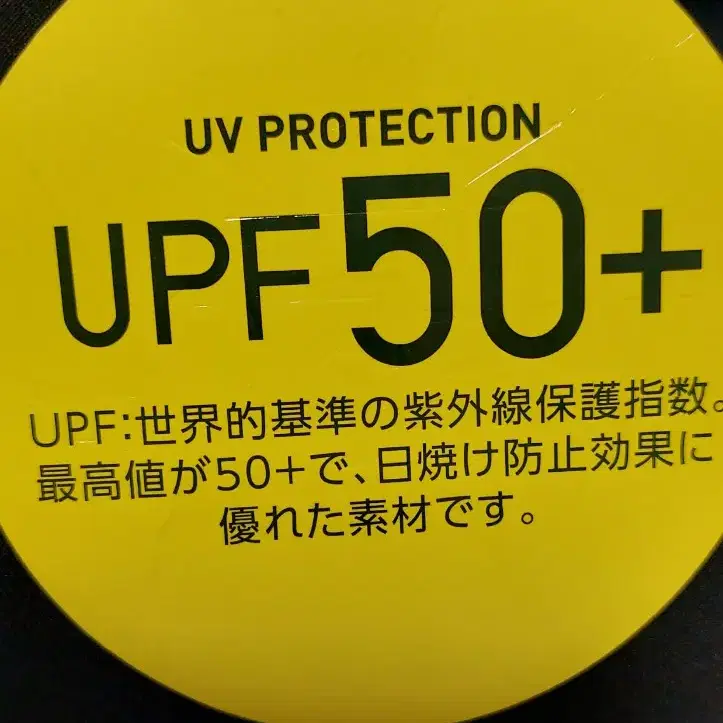 UV PROTECTION
UPF50+
UPF:世界的基準の紫外線保護指数。
最高値が50+で、日焼け防止効果に
優れた素材です。